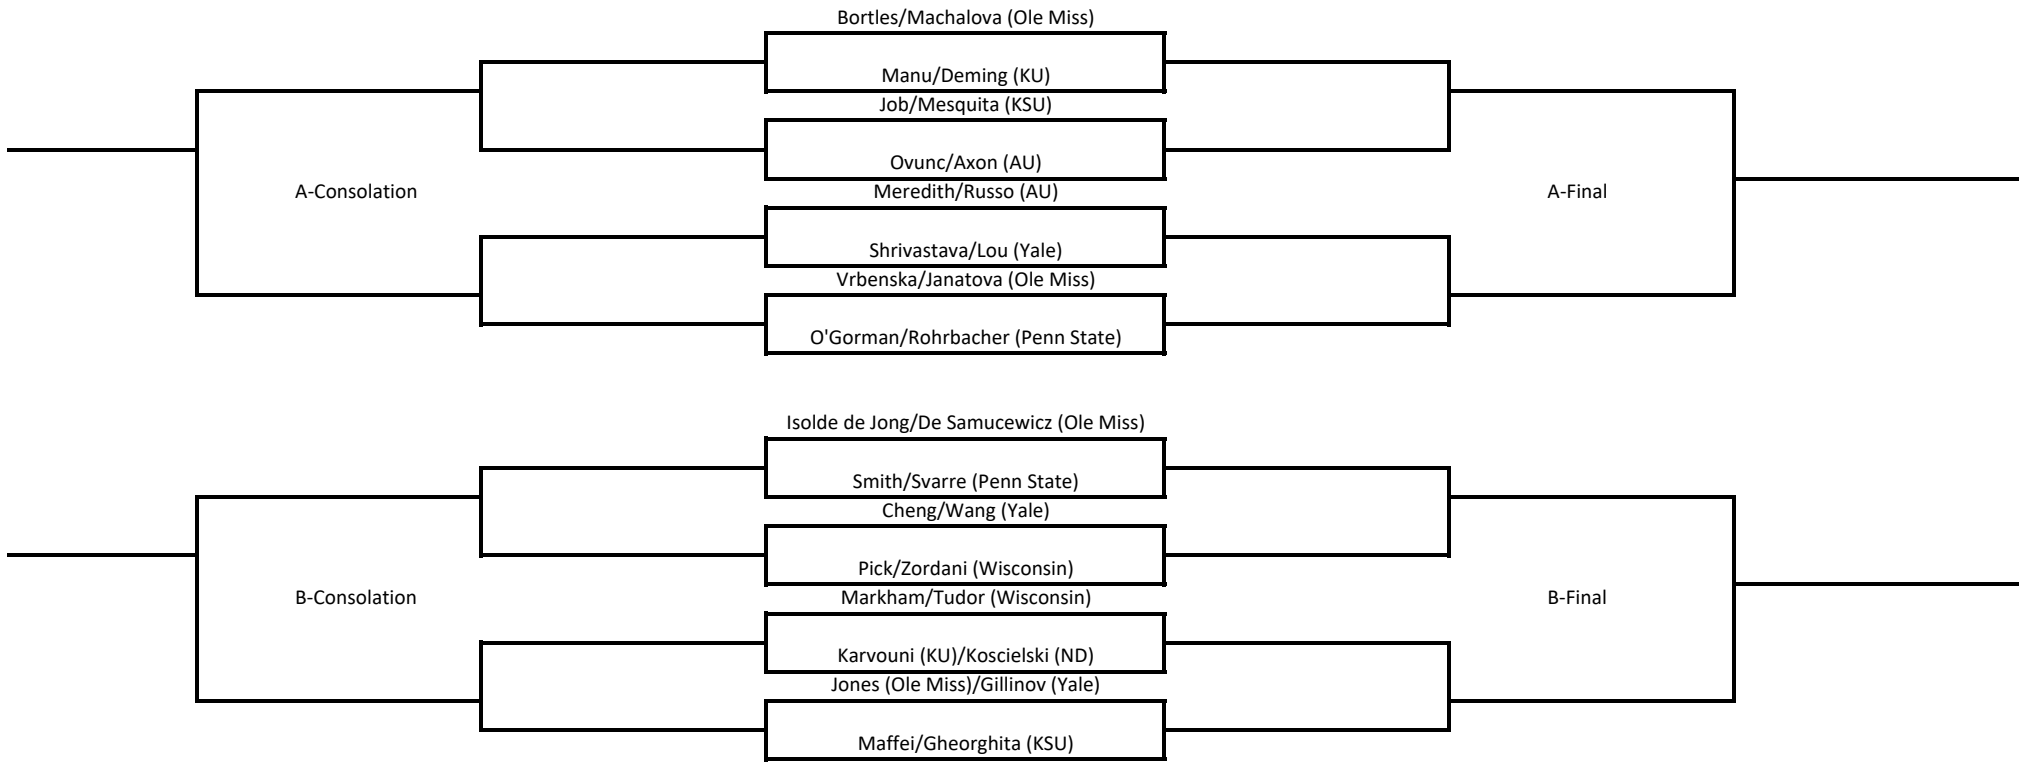 Bortles/Machalova (Ole Miss)
Manu/Deming (KU)
Job/Mesquita (KSU)
Ovunc/Axon (AU)
A-Consolation
Meredith/Russo (AU)
A-Final
Shrivastava/Lou (Yale)
Vrbenska/Janatova (Ole Miss)
O'Gorman/Rohrbacher (Penn State)
Isolde de Jong/De Samucewicz (Ole Miss)
Smith/Svarre (Penn State)
Cheng/Wang (Yale)
Pick/Zordani (Wisconsin)
B-Consolation
Markham/Tudor (Wisconsin)
B-Final
Karvouni (KU)/Koscielski (ND)
Jones (Ole Miss)/Gillinov (Yale)
Maffei/Gheorghita (KSU)